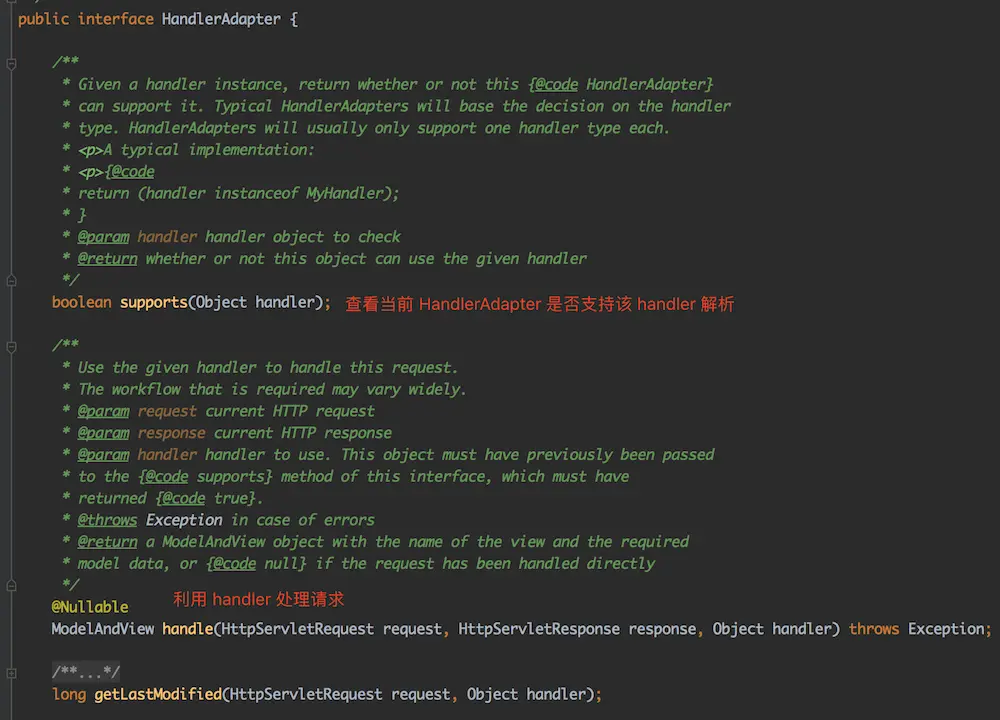 public interface HandlerAdapter {
/**
* Given a handler instance, return whether or not this {@code HandlerAdapter}
* can support it. Typical HandlerAdapters will base the decision on the handler
* type. HandlerAdapters will usually only support one handler type each.
* <p>A typical implementation:
* <p>{@code
* return (handler instanceof MyHandler);
* }
* @param handler handler object to check
* @return whether or not this object can use the given handler
*/
boolean supports(Object handler); 查看当前 HandlerAdapter 是否支持该 handler 解析
/**
* Use the given handler to handle this request.
* The workflow that is required may vary widely.
* @param request current HTTP request
* @param response current HTTP response
* @param handler handler to use. This object must have previously been passed
* to the {@code supports} method of this interface, which must have
* returned {@code true}.
* @throws Exception in case of errors
* @return a ModelAndView object with the name of the view and the required
* model data, or {@code null} if the request has been handled directly
*/
@Nullable 利用 handler 处理请求
ModelAndView handle(HttpServletRequest request, HttpServletResponse response, Object handler) throws Exception;
/**...*/
long getLastModified(HttpServletRequest request, Object handler);